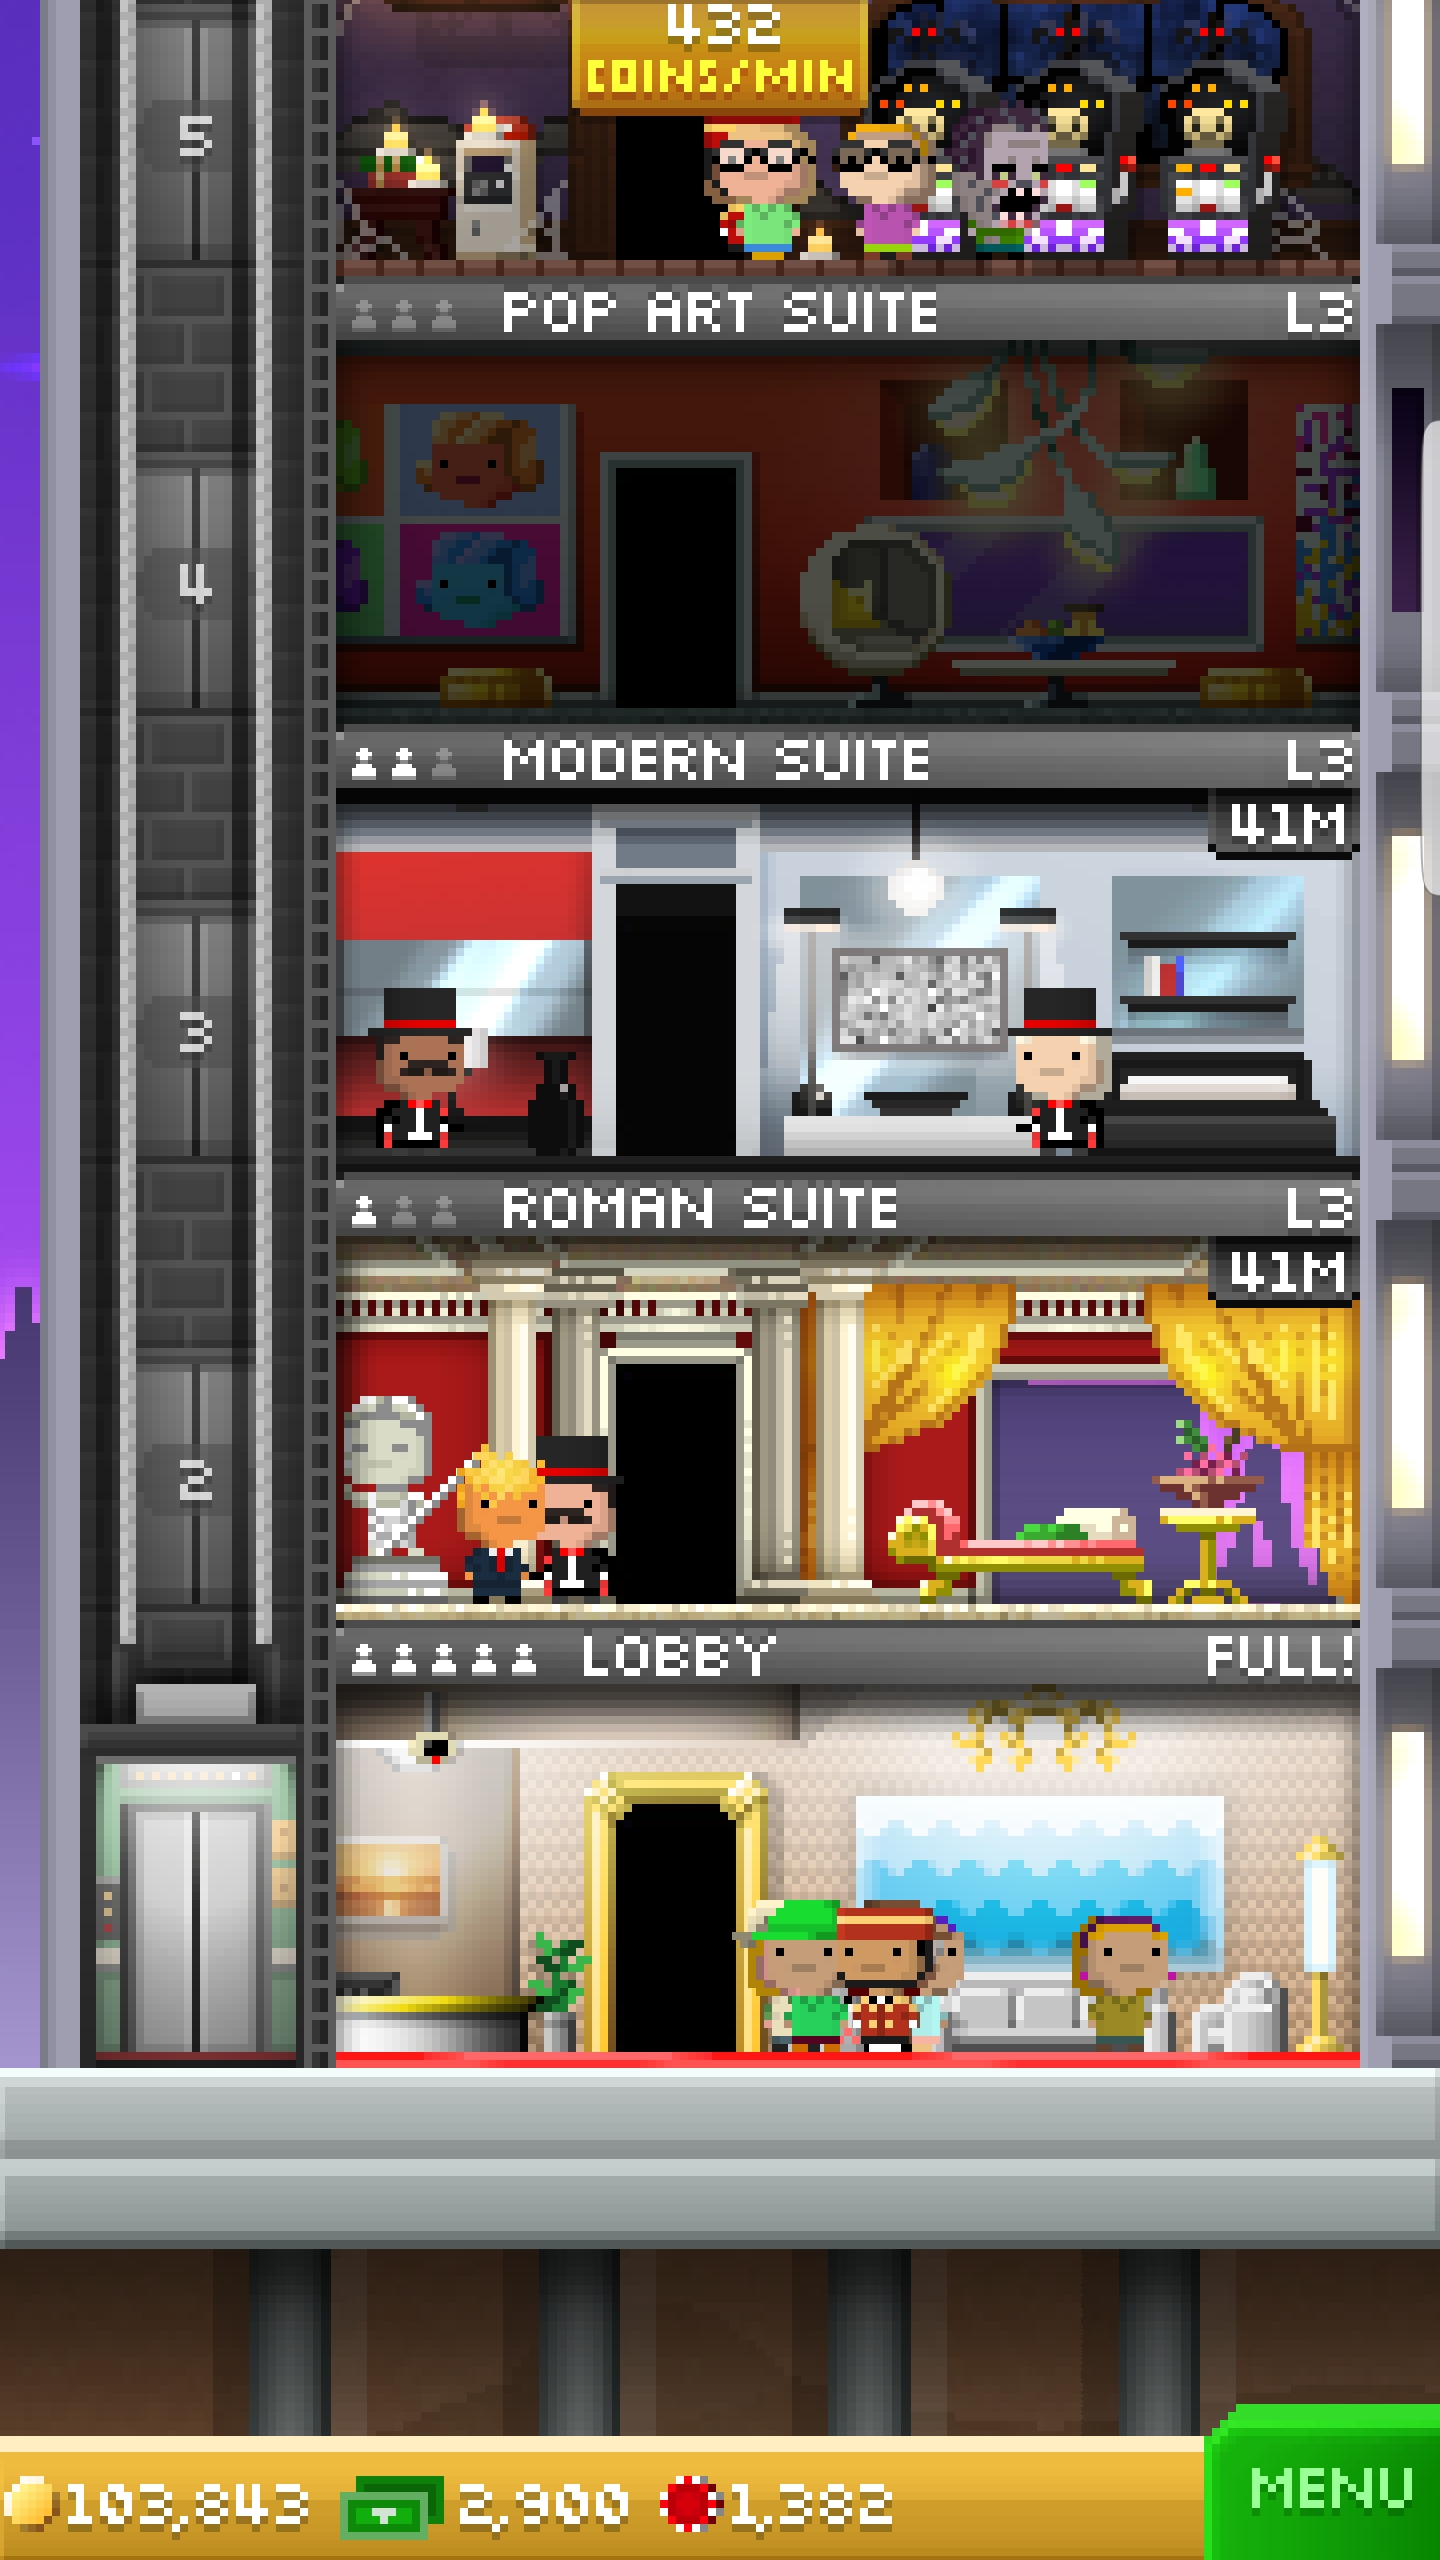 432
COINS/MIN
5
POP ART SUITE L3
4
MODERN SUITE L3
41M
3
ROMAN SUITE L3
41M
2
LOBBY FULL!
103,843 2,900 1,382
MENU